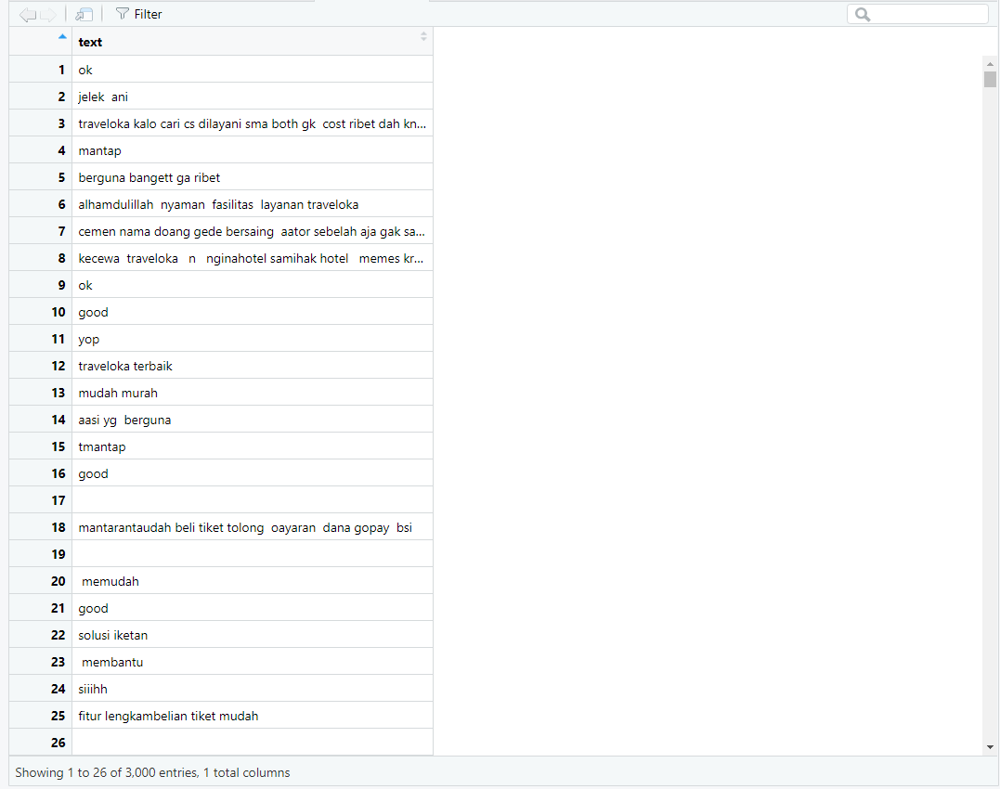 Filter
text
1 ok
2 jelek  ani
3 traveloka kalo cari cs dilayani sma both gk  cost ribet dah kn...
4 mantap
5 berguna bangett ga ribet
6 alhamdulillah  nyaman  fasilitas  layanan traveloka
7 cemen nama doang gede bersaing  aator sebelah aja gak sa...
8 kecewa  traveloka   n   nginahotel samihak hotel   memes kr...
9 ok
10 good
11 yop
12 traveloka terbaik
13 mudah murah
14 aasi yg  berguna
15 tmantap
16 good
17
18 mantarantaudah beli tiket tolong  oayaran  dana gopay  bsi
19
20 memudah
21 good
22 solusi iketan
23 membantu
24 siiihh
25 fitur lengkambelian tiket mudah
26
Showing 1 to 26 of 3,000 entries, 1 total columns